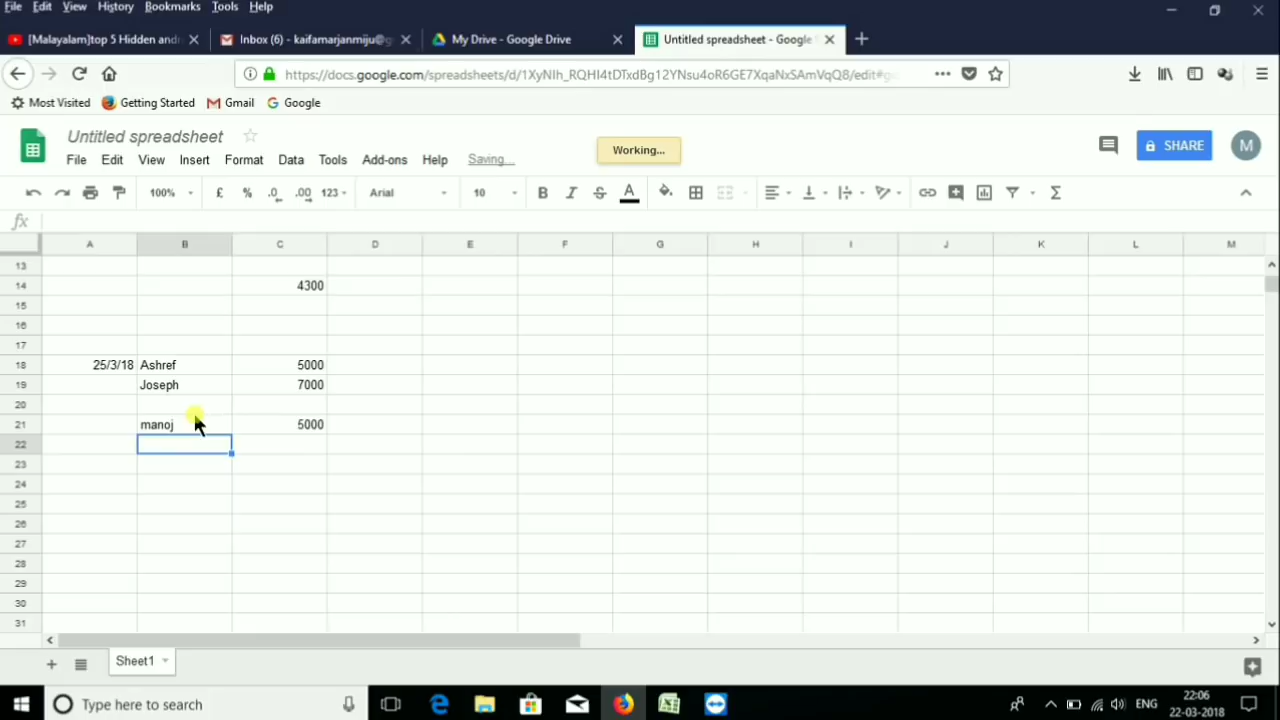 File Edit View History Bookmarks Tools Help
[Malayalam]top 5 Hidden and
Inbox (6) - kaifamarjanmiju@g
My Drive - Google Drive
Untitled spreadsheet - Google
https://docs.google.com/spreadsheets/d/1XyNIh_RQHI4tDTxdBg12YNsu4oR6GE7XqaNxSAmVqQ8/edit#g
Most Visited Getting Started Gmail Google
Untitled spreadsheet
Working...
SHARE
M
File Edit View Insert Format Data Tools Add-ons Help Saving...
100% £ % .0 .00 123 Arial 10 B I S A Σ
fx
A B C D E F G H I J K L M
13
14 4300
15
16
17
18 25/3/18 Ashref 5000
19 Joseph 7000
20
21 manoj 5000
22
23
24
25
26
27
28
29
30
31
Sheet1
Type here to search
ENG
22:06
22-03-2018